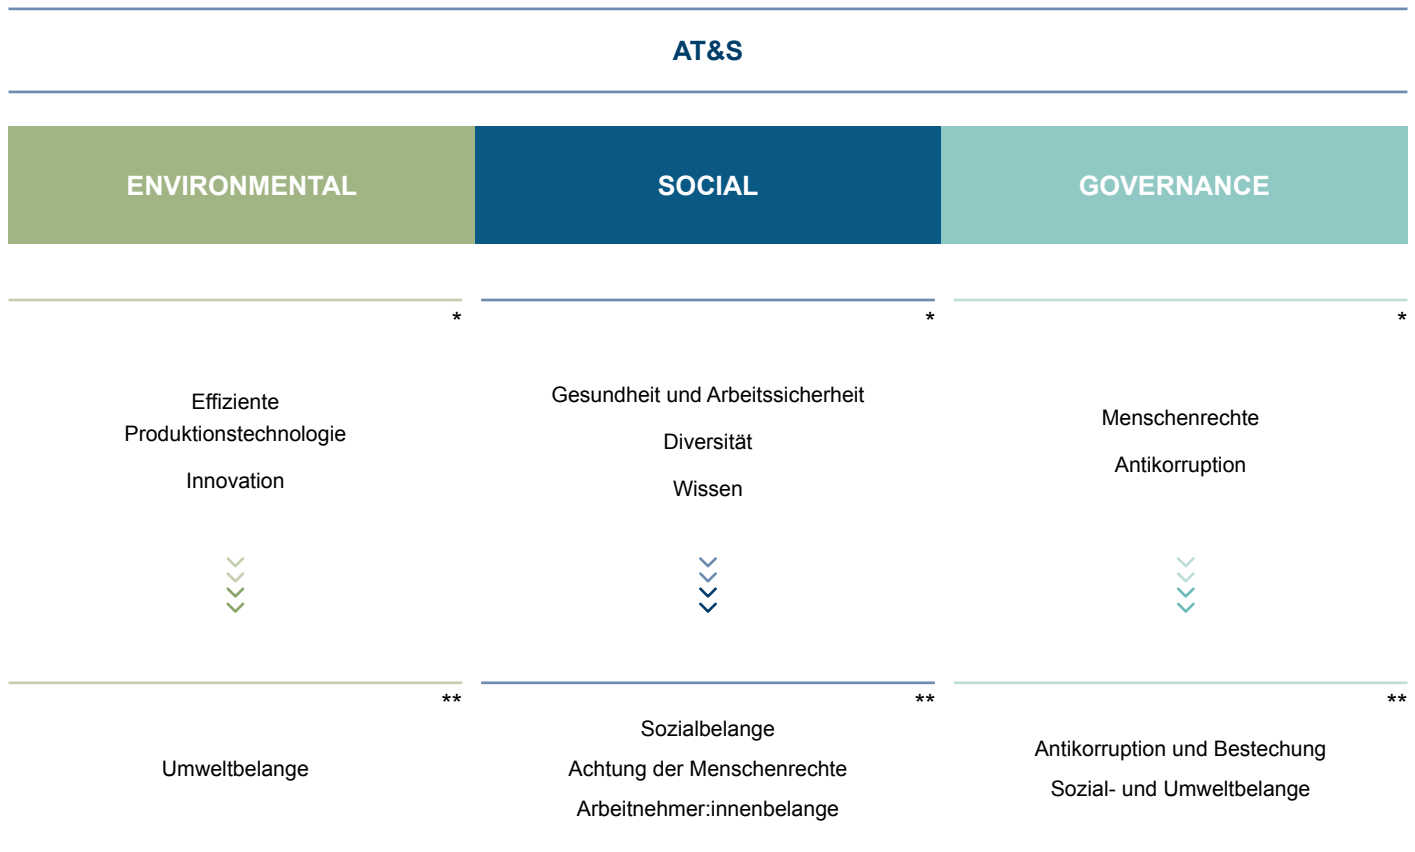 AT&S
ENVIRONMENTAL
SOCIAL
GOVERNANCE
*
Effiziente
Produktionstechnologie
Innovation
*
Gesundheit und Arbeitssicherheit
Diversität
Wissen
*
Menschenrechte
Antikorruption
**
Umweltbelange
**
Sozialbelange
Achtung der Menschenrechte
Arbeitnehmer:innenbelange
**
Antikorruption und Bestechung
Sozial- und Umweltbelange